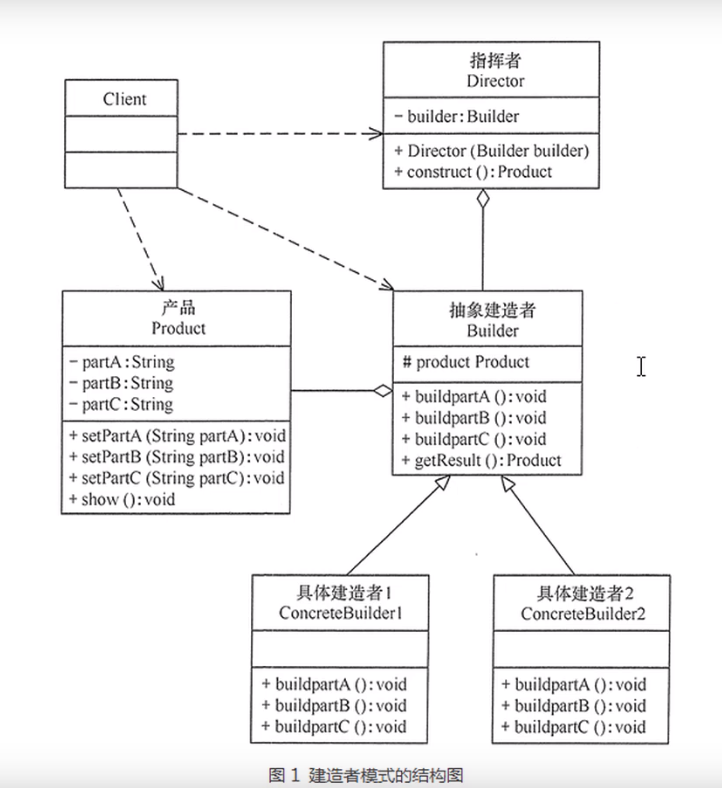 Client
指挥者
Director
- builder:Builder
+ Director (Builder builder)
+ construct ():Product
产品
Product
- partA:String
- partB:String
- partC:String
+ setPartA (String partA):void
+ setPartB (String partB):void
+ setPartC (String partC):void
+ show ():void
抽象建造者
Builder
# product Product
+ buildpartA ():void
+ buildpartB ():void
+ buildpartC ():void
+ getResult ():Product
具体建造者1
ConcreteBuilder1
+ buildpartA ():void
+ buildpartB ():void
+ buildpartC ():void
具体建造者2
ConcreteBuilder2
+ buildpartA ():void
+ buildpartB ():void
+ buildpartC ():void
图 1 建造者模式的结构图